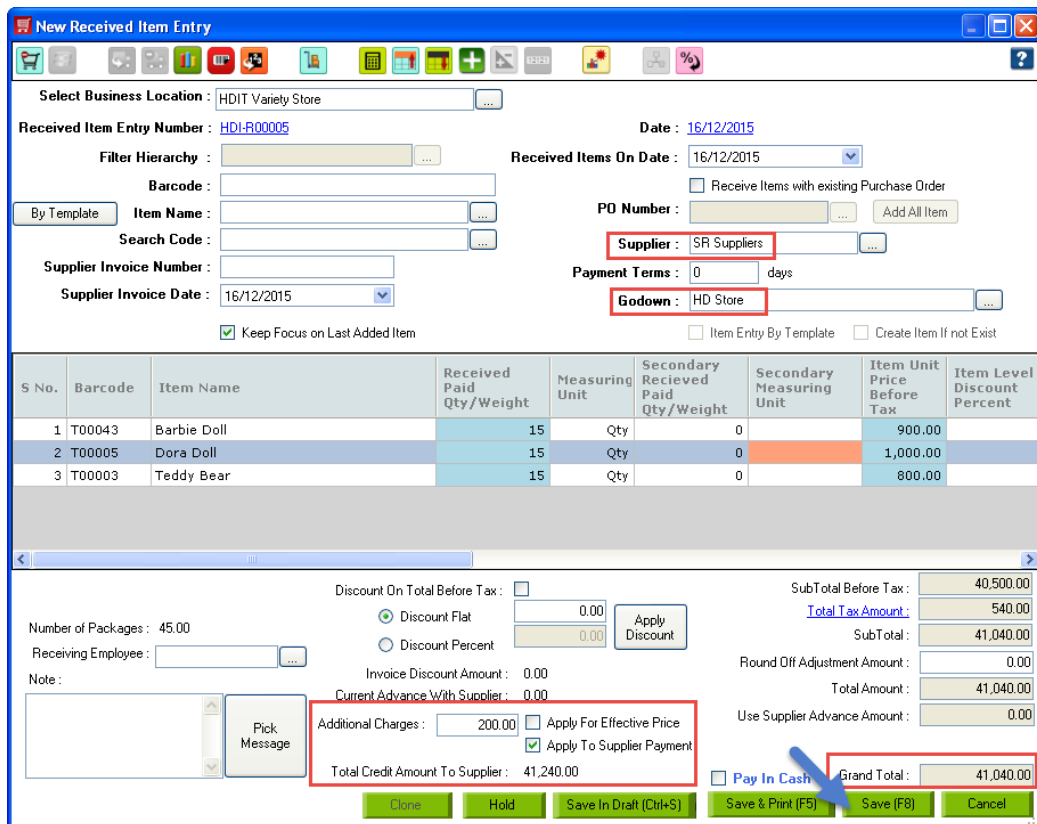 New Received Item Entry
Select Business Location : HDIT Variety Store ...
Received Item Entry Number : HDI-R00005 Date : 16/12/2015
Filter Hierarchy : ... Received Items On Date : 16/12/2015
Barcode : Receive Items with existing Purchase Order
By Template Item Name : ... PO Number : ... Add All Item
Search Code : ... Supplier : SR Suppliers ...
Supplier Invoice Number : Payment Terms : 0 days
Supplier Invoice Date : 16/12/2015 Godown : HD Store ...
Keep Focus on Last Added Item Item Entry By Template Create Item If not Exist
S No. Barcode Item Name Received Paid Qty/Weight Measuring Unit Secondary Recieved Paid Qty/Weight Secondary Measuring Unit Item Unit Price Before Tax Item Level Discount Percent
1 T00043 Barbie Doll 15 Qty 0 900.00
2 T00005 Dora Doll 15 Qty 0 1,000.00
3 T00003 Teddy Bear 15 Qty 0 800.00
Discount On Total Before Tax : SubTotal Before Tax : 40,500.00
Discount Flat 0.00 Apply Discount Total Tax Amount : 540.00
Number of Packages : 45.00 Discount Percent 0.00 SubTotal : 41,040.00
Receiving Employee : ... Invoice Discount Amount : 0.00 Round Off Adjustment Amount : 0.00
Note : Current Advance With Supplier : 0.00 Total Amount : 41,040.00
Pick Message Additional Charges : 200.00 Apply For Effective Price Use Supplier Advance Amount : 0.00
Apply To Supplier Payment
Total Credit Amount To Supplier : 41,240.00 Pay In Cash Grand Total : 41,040.00
Clone Hold Save In Draft (Ctrl+S) Save & Print (F5) Save (F8) Cancel